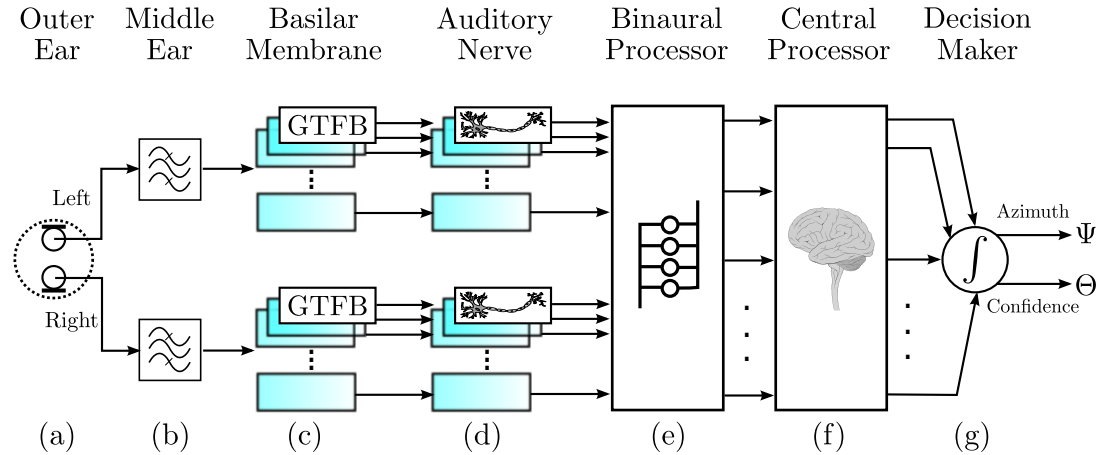 Outer
Ear
Middle
Ear
Basilar
Membrane
Auditory
Nerve
Binaural
Processor
Central
Processor
Decision
Maker
GTFB
Left
Right
GTFB
∫
Azimuth
Ψ
Θ
Confidence
(a)
(b)
(c)
(d)
(e)
(f)
(g)